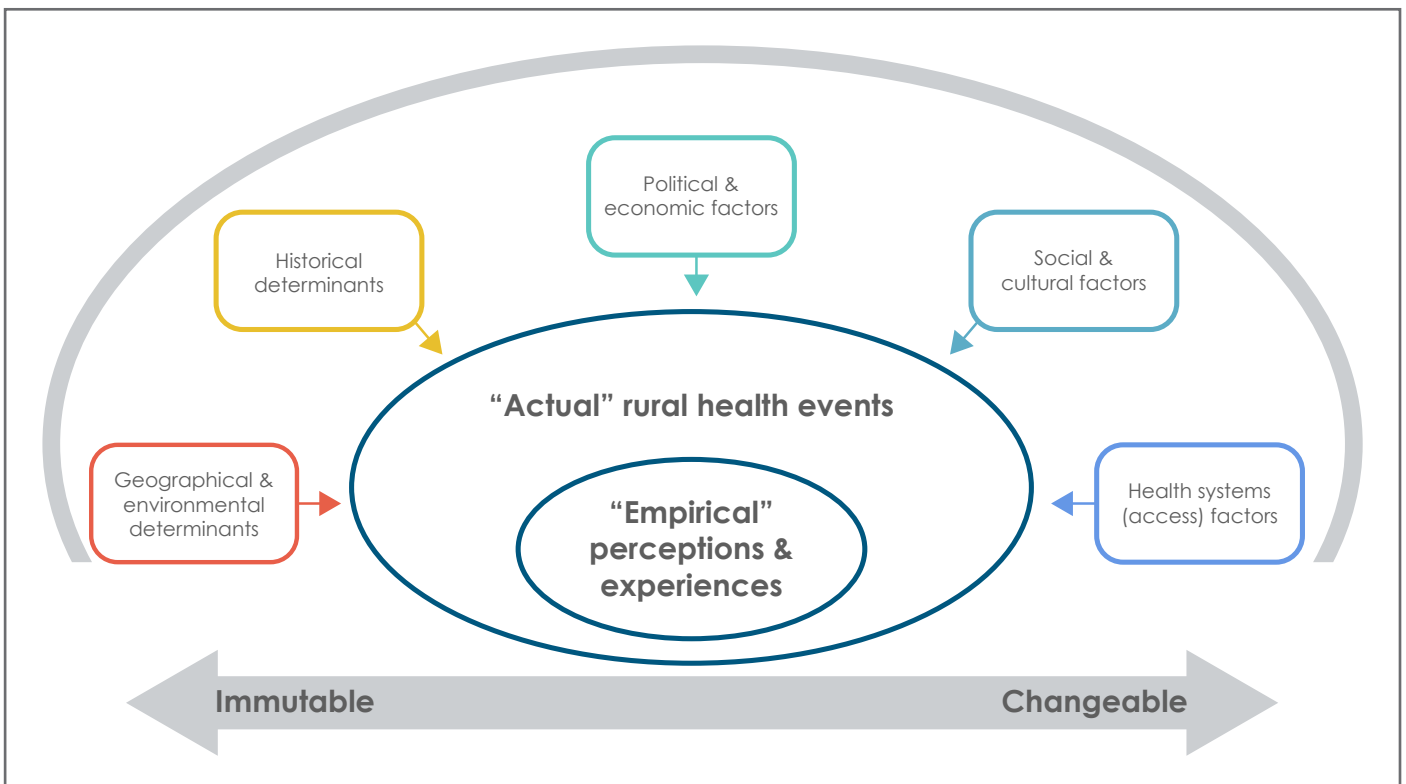 Political &
economic factors
Historical
determinants
Social &
cultural factors
“Actual” rural health events
Geographical &
environmental
determinants
“Empirical”
perceptions &
experiences
Health systems
(access) factors
Immutable
Changeable